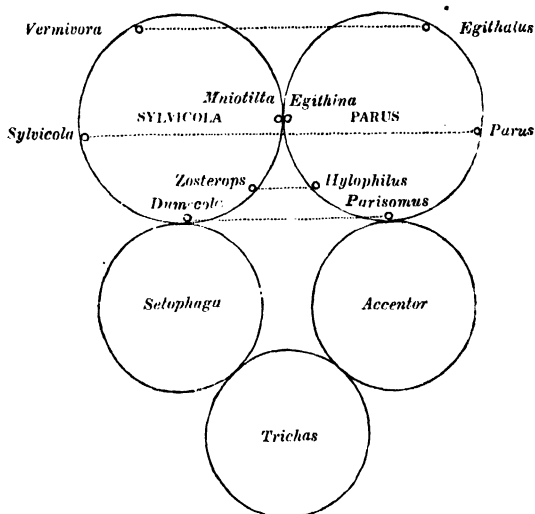 Vermivora Egithalus
Mniotilta Egithina
SYLVICOLA PARUS
Sylvicola Parus
Zosterops Hylophilus
Parisomus
Setophaga Accentor
Trichas